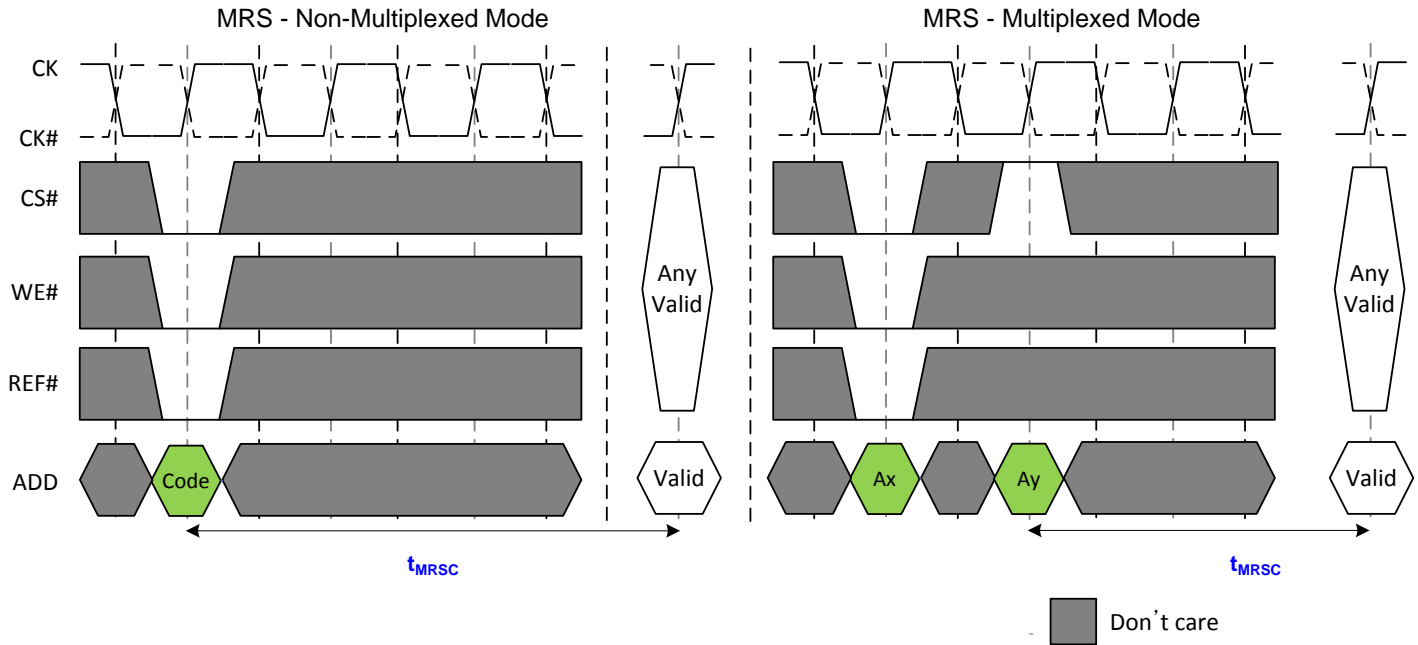 MRS - Non-Multiplexed Mode
MRS - Multiplexed Mode
CK
CK#
CS#
WE#
REF#
ADD
Any
Valid
Any
Valid
Code
Valid
Ax
Ay
Valid
tMRSC
tMRSC
Don't care
-